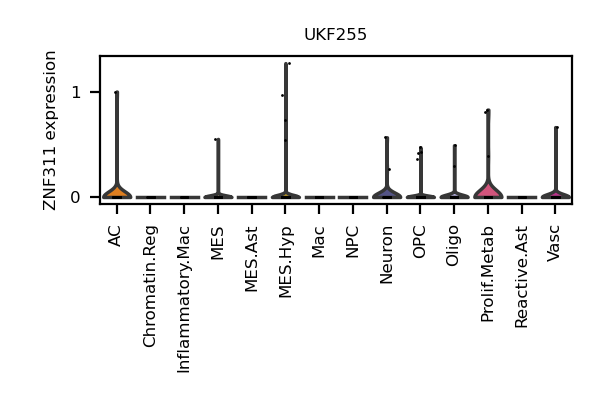 UKF255
ZNF311 expression
1
0
AC
Chromatin.Reg
Inflammatory.Mac
MES
MES.Ast
MES.Hyp
Mac
NPC
Neuron
OPC
Oligo
Prolif.Metab
Reactive.Ast
Vasc